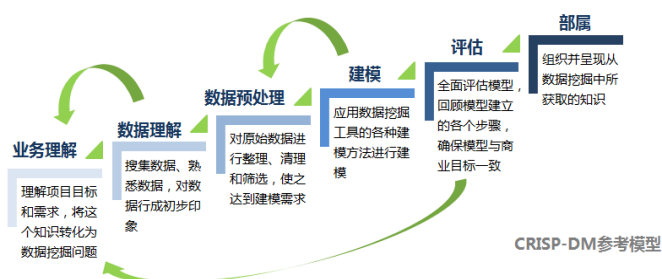 业务理解
理解项目目标
和需求，将这
个知识转化为
数据挖掘问题
数据理解
搜集数据、熟
悉数据，对数
据行成初步印
象
数据预处理
对原始数据进
行整理、清理
和筛选，使之
达到建模需求
建模
应用数据挖掘
工具的各种建
模方法进行建
模
评估
全面评估模型，
回顾模型建立
的各个步骤，
确保模型与商
业目标一致
部属
组织并呈现从
数据挖掘中所
获取的知识
CRISP-DM参考模型